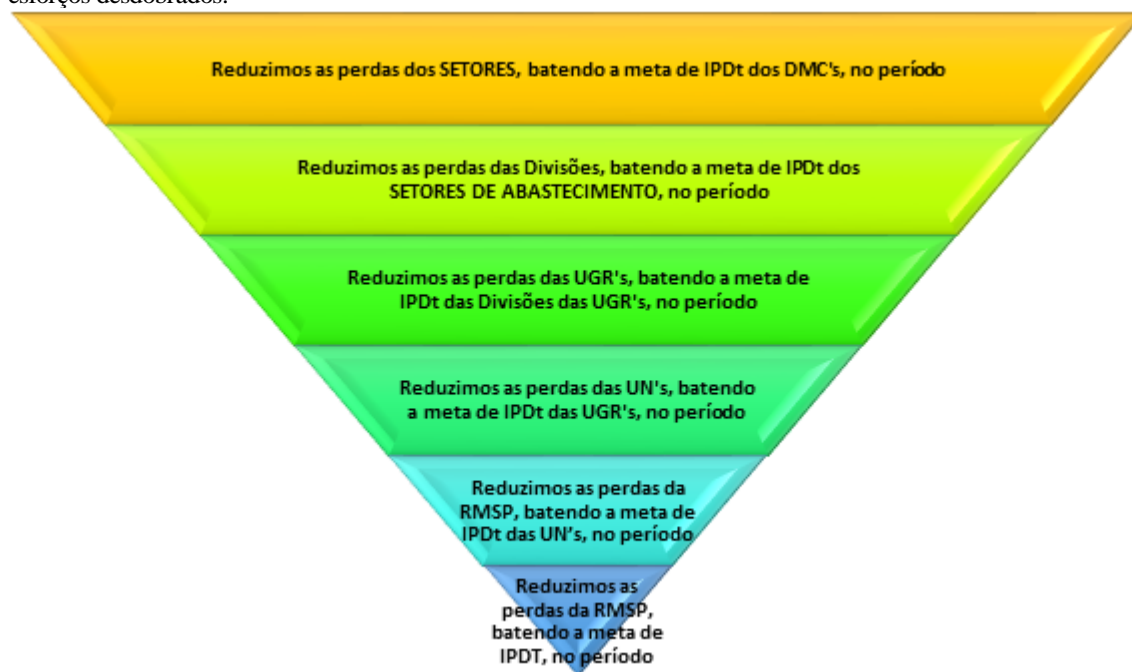 esforços desdobrados.
Reduzimos as perdas dos SETORES, batendo a meta de IPDt dos DMC's, no período
Reduzimos as perdas das Divisões, batendo a meta de IPDt dos
SETORES DE ABASTECIMENTO, no período
Reduzimos as perdas das UGR's, batendo a meta de
IPDt das Divisões das UGR's, no período
Reduzimos as perdas das UN's, batendo
a meta de IPDt das UGR's, no período
Reduzimos as perdas da
RMSP, batendo a meta de
IPDt das UN’s, no período
Reduzimos as
perdas da RMSP,
batendo a meta de
IPDT, no período